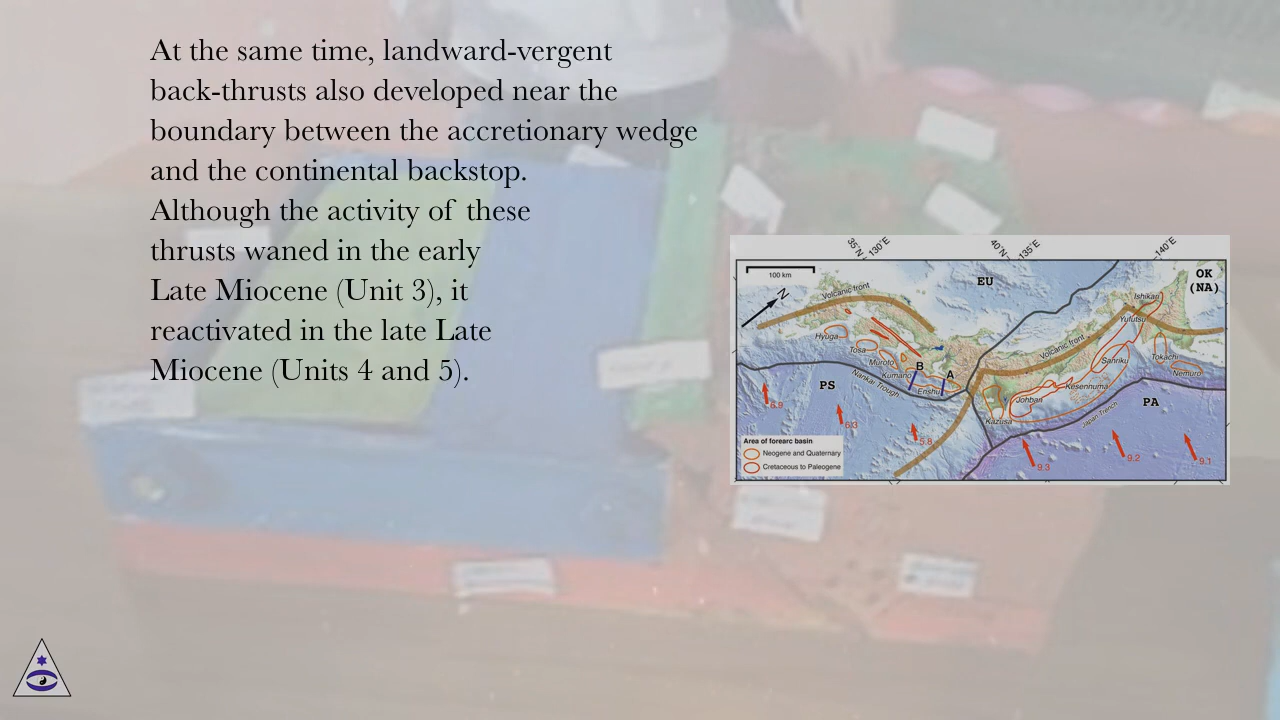 At the same time, landward-vergent
back-thrusts also developed near the
boundary between the accretionary wedge
and the continental backstop.
Although the activity of these
thrusts waned in the early
Late Miocene (Unit 3), it
reactivated in the late Late
Miocene (Units 4 and 5).
35°N
130°E
40°N
135°E
140°E
100 km
N
EU
OK
(NA)
Volcanic front
Ishikari
Yufutsu
Hyuga
Tosa
Muroto
Kumano
B
A
Enshu
Volcanic front
Sanriku
Tokachi
Nemuro
Kesennuma
Johban
Kazusa
PS
Nankai Trough
Japan Trench
PA
6.9
6.3
5.8
9.3
9.2
9.1
Area of forearc basin
Neogene and Quaternary
Cretaceous to Paleogene